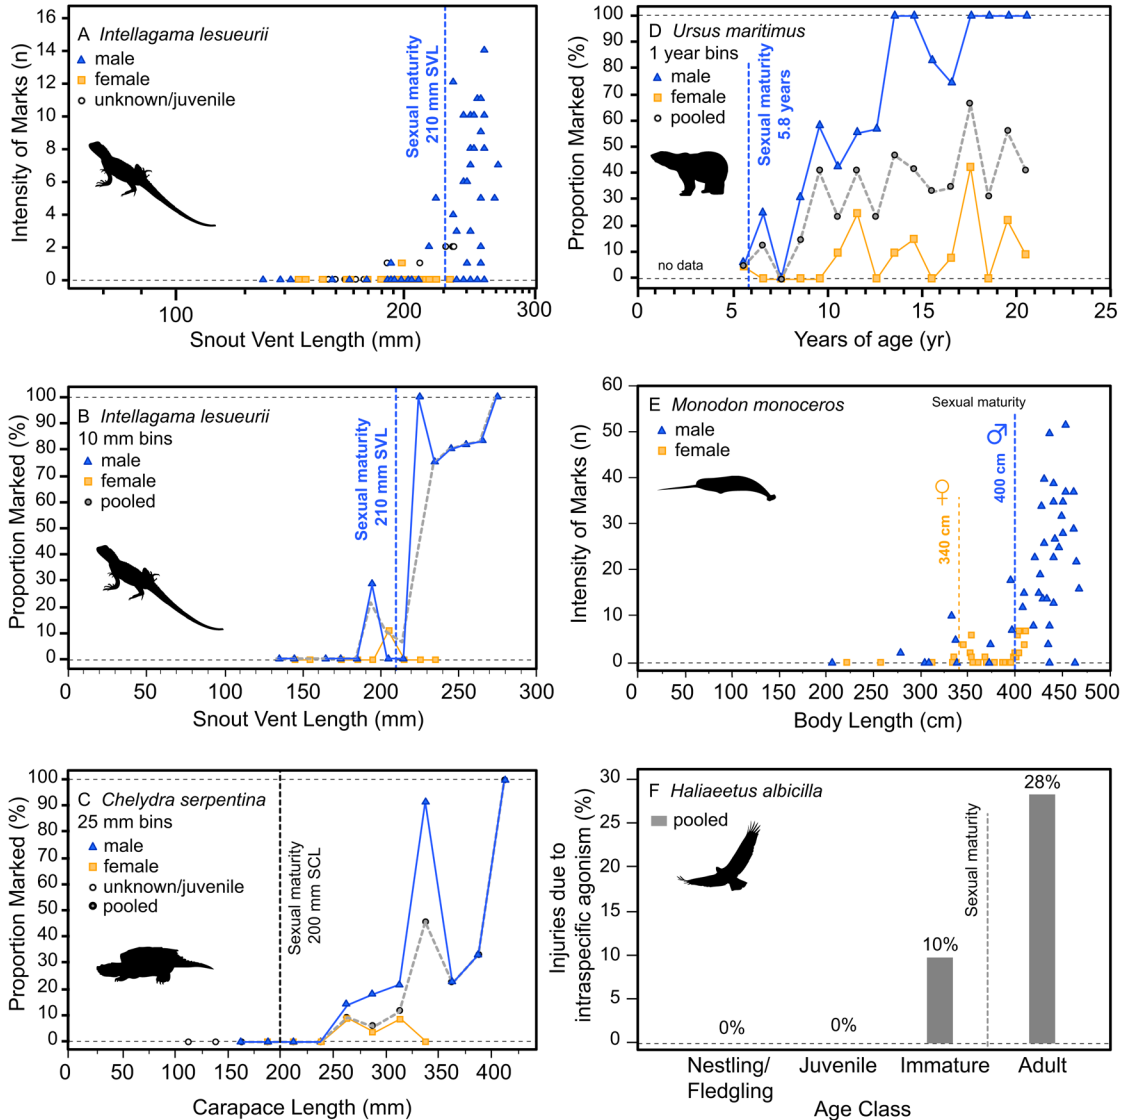 A Intellagama lesueurii
male
female
unknown/juvenile
Sexual maturity
210 mm SVL
Intensity of Marks (n)
16
14
12
10
8
6
4
2
0
100
200
300
Snout Vent Length (mm)
D Ursus maritimus
1 year bins
male
female
pooled
Sexual maturity
5.8 years
no data
Proportion Marked (%)
100
90
80
70
60
50
40
30
20
10
0
0
5
10
15
20
25
Years of age (yr)
B Intellagama lesueurii
10 mm bins
male
female
pooled
Sexual maturity
210 mm SVL
Proportion Marked (%)
100
90
80
70
60
50
40
30
20
10
0
0
50
100
150
200
250
300
Snout Vent Length (mm)
E Monodon monoceros
male
female
Sexual maturity
♀
340 cm
♂
400 cm
Intensity of Marks (n)
60
50
40
30
20
10
0
0
50
100
150
200
250
300
350
400
450
500
Body Length (cm)
C Chelydra serpentina
25 mm bins
male
female
unknown/juvenile
pooled
Sexual maturity
200 mm SCL
Proportion Marked (%)
100
90
80
70
60
50
40
30
20
10
0
0
50
100
150
200
250
300
350
400
Carapace Length (mm)
F Haliaeetus albicilla
pooled
Sexual maturity
0%
0%
10%
28%
Injuries due to
intraspecific agonism (%)
30
25
20
15
10
5
0
Nestling/
Fledgling
Juvenile
Immature
Adult
Age Class